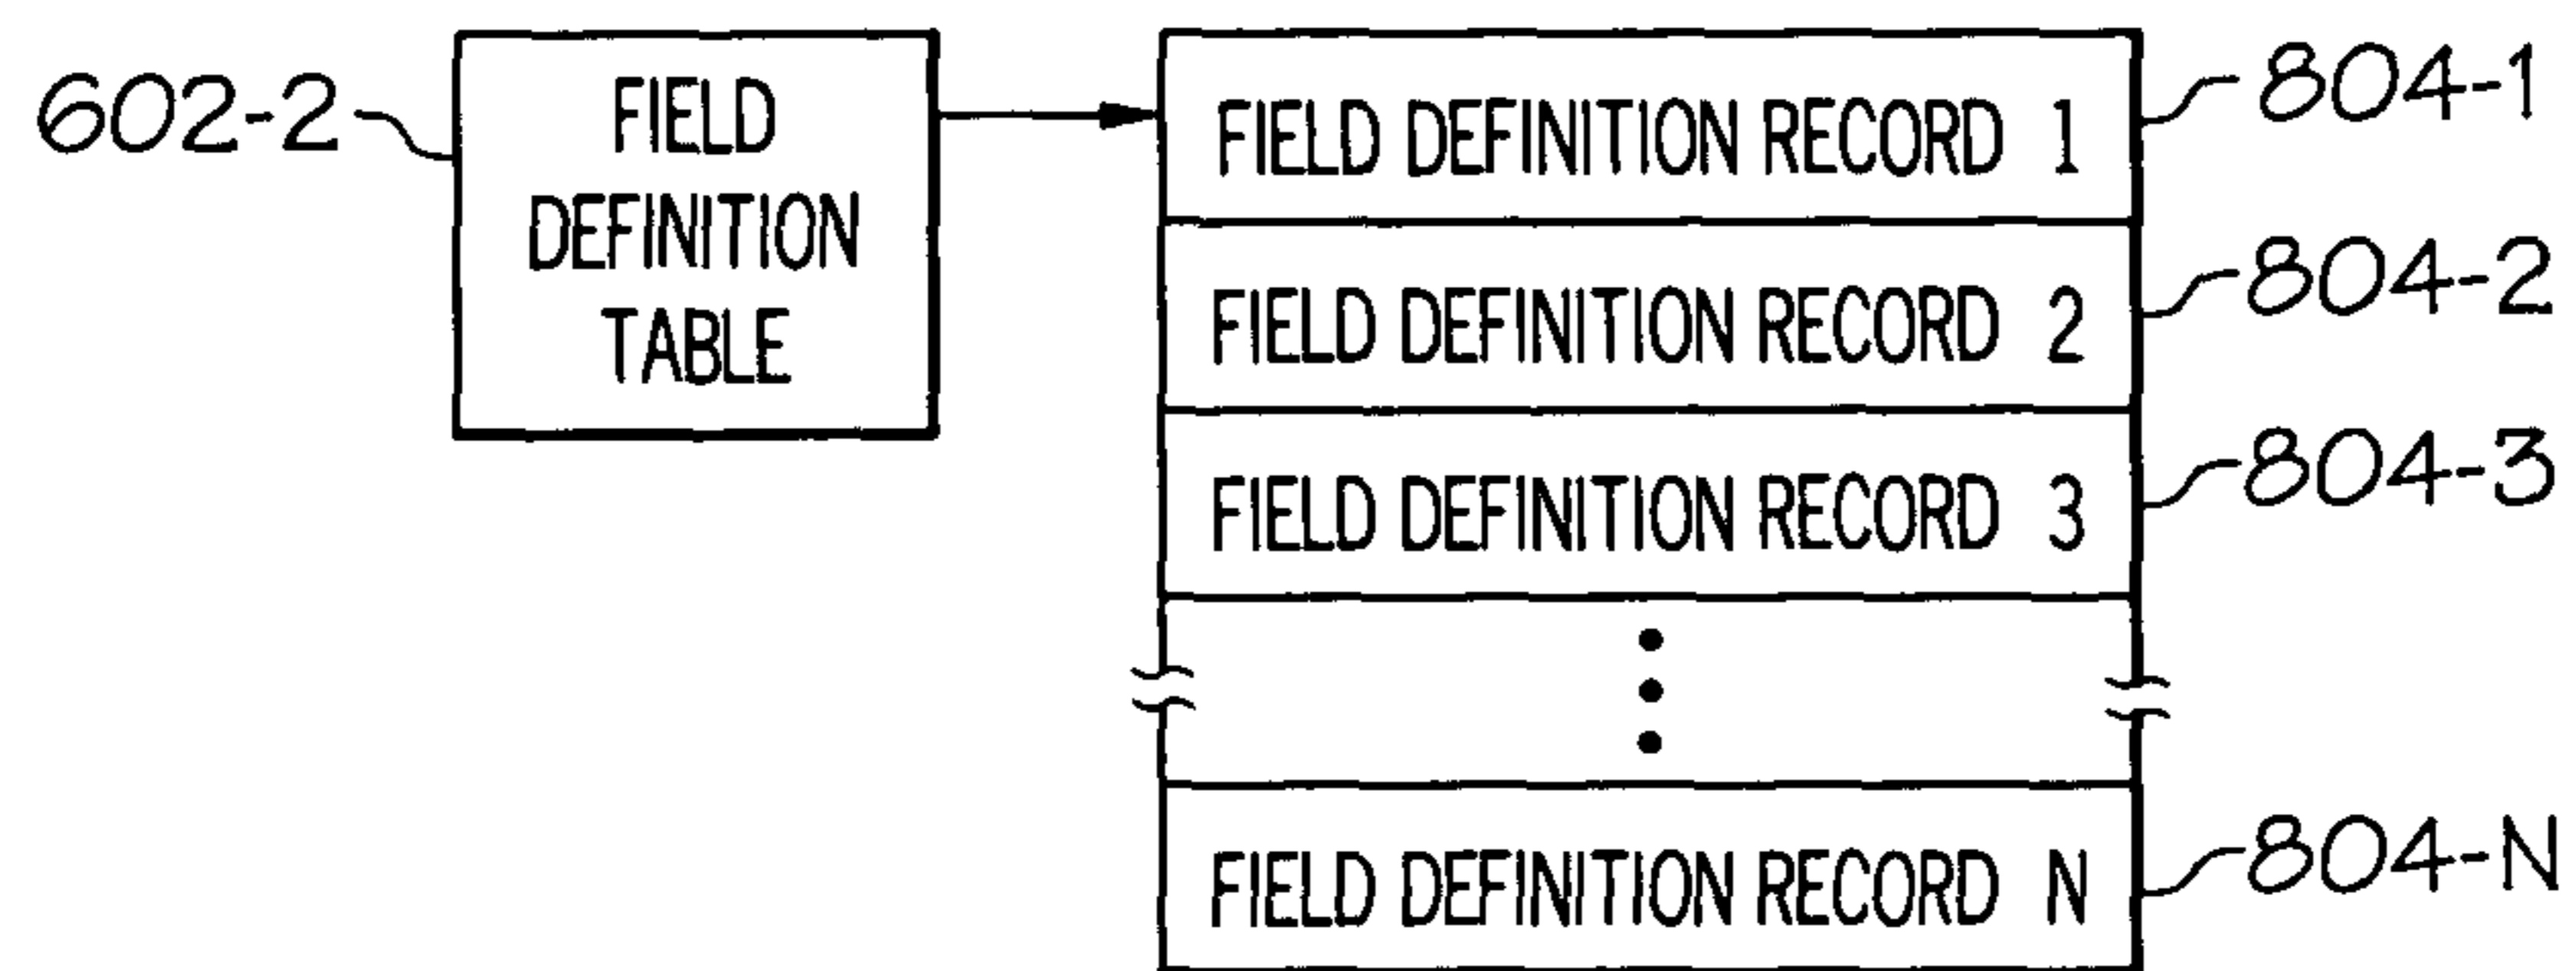 602-2
FIELD
DEFINITION
TABLE
FIELD DEFINITION RECORD 1
804-1
FIELD DEFINITION RECORD 2
804-2
FIELD DEFINITION RECORD 3
804-3
FIELD DEFINITION RECORD N
804-N